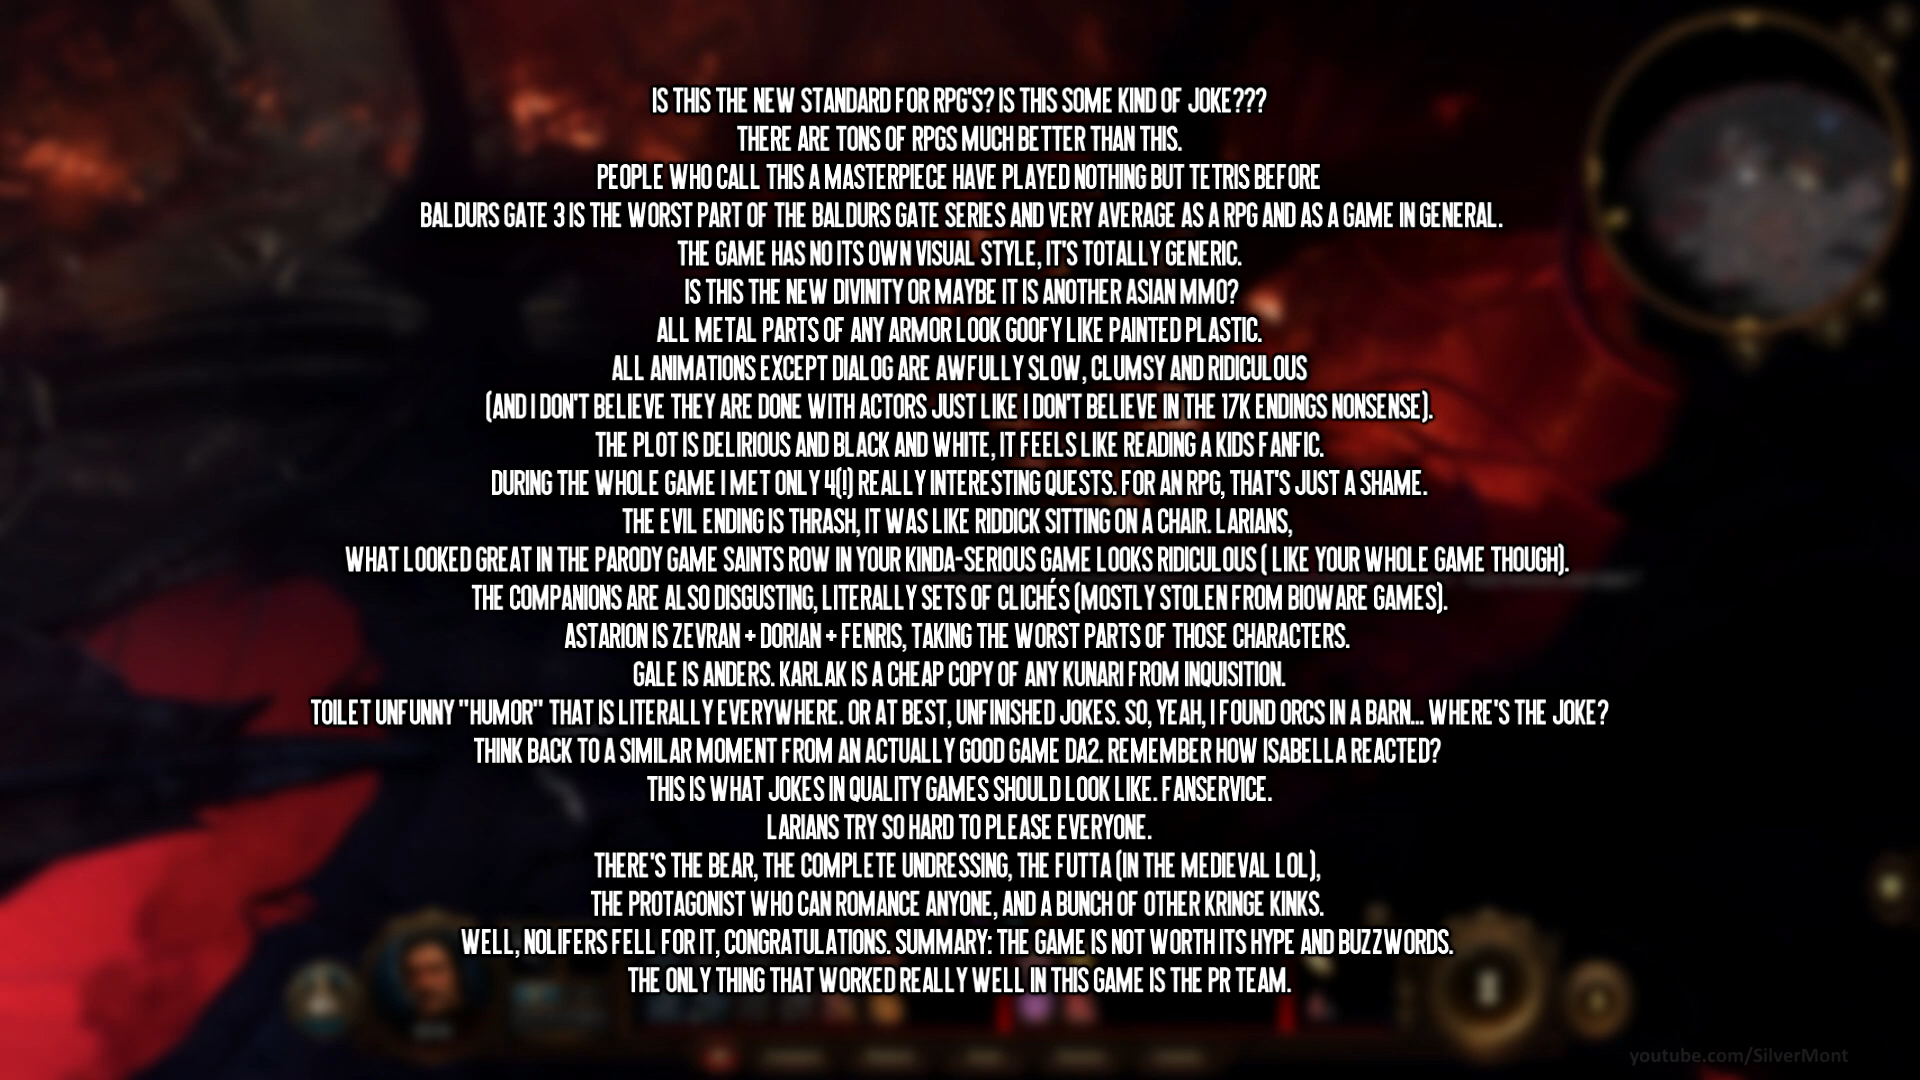 IS THIS THE NEW STANDARD FOR RPG'S? IS THIS SOME KIND OF JOKE???
THERE ARE TONS OF RPGS MUCH BETTER THAN THIS.
PEOPLE WHO CALL THIS A MASTERPIECE HAVE PLAYED NOTHING BUT TETRIS BEFORE
BALDURS GATE 3 IS THE WORST PART OF THE BALDURS GATE SERIES AND VERY AVERAGE AS A RPG AND AS A GAME IN GENERAL.
THE GAME HAS NO ITS OWN VISUAL STYLE, IT'S TOTALLY GENERIC.
IS THIS THE NEW DIVINITY OR MAYBE IT IS ANOTHER ASIAN MMO?
ALL METAL PARTS OF ANY ARMOR LOOK GOOFY LIKE PAINTED PLASTIC.
ALL ANIMATIONS EXCEPT DIALOG ARE AWFULLY SLOW, CLUMSY AND RIDICULOUS
(AND I DON'T BELIEVE THEY ARE DONE WITH ACTORS JUST LIKE I DON'T BELIEVE IN THE 17K ENDINGS NONSENSE).
THE PLOT IS DELIRIOUS AND BLACK AND WHITE, IT FEELS LIKE READING A KIDS FANFIC.
DURING THE WHOLE GAME I MET ONLY 4(!) REALLY INTERESTING QUESTS. FOR AN RPG, THAT'S JUST A SHAME.
THE EVIL ENDING IS THRASH, IT WAS LIKE RIDDICK SITTING ON A CHAIR. LARIANS,
WHAT LOOKED GREAT IN THE PARODY GAME SAINTS ROW IN YOUR KINDA-SERIOUS GAME LOOKS RIDICULOUS ( LIKE YOUR WHOLE GAME THOUGH).
THE COMPANIONS ARE ALSO DISGUSTING, LITERALLY SETS OF CLICHÉS (MOSTLY STOLEN FROM BIOWARE GAMES).
ASTARION IS ZEVRAN + DORIAN + FENRIS, TAKING THE WORST PARTS OF THOSE CHARACTERS.
GALE IS ANDERS. KARLAK IS A CHEAP COPY OF ANY KUNARI FROM INQUISITION.
TOILET UNFUNNY "HUMOR" THAT IS LITERALLY EVERYWHERE. OR AT BEST, UNFINISHED JOKES. SO, YEAH, I FOUND ORCS IN A BARN... WHERE'S THE JOKE?
THINK BACK TO A SIMILAR MOMENT FROM AN ACTUALLY GOOD GAME DA2. REMEMBER HOW ISABELLA REACTED?
THIS IS WHAT JOKES IN QUALITY GAMES SHOULD LOOK LIKE. FANSERVICE.
LARIANS TRY SO HARD TO PLEASE EVERYONE.
THERE'S THE BEAR, THE COMPLETE UNDRESSING, THE FUTTA (IN THE MEDIEVAL LOL),
THE PROTAGONIST WHO CAN ROMANCE ANYONE, AND A BUNCH OF OTHER KRINGE KINKS.
WELL, NOLIFERS FELL FOR IT, CONGRATULATIONS. SUMMARY: THE GAME IS NOT WORTH ITS HYPE AND BUZZWORDS.
THE ONLY THING THAT WORKED REALLY WELL IN THIS GAME IS THE PR TEAM.
youtube.com/SilverMont